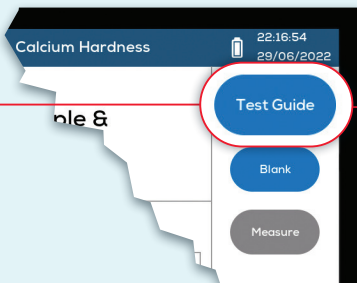 Calcium Hardness
22:16:54
29/06/2022
Test Guide
ple &
Blank
Measure